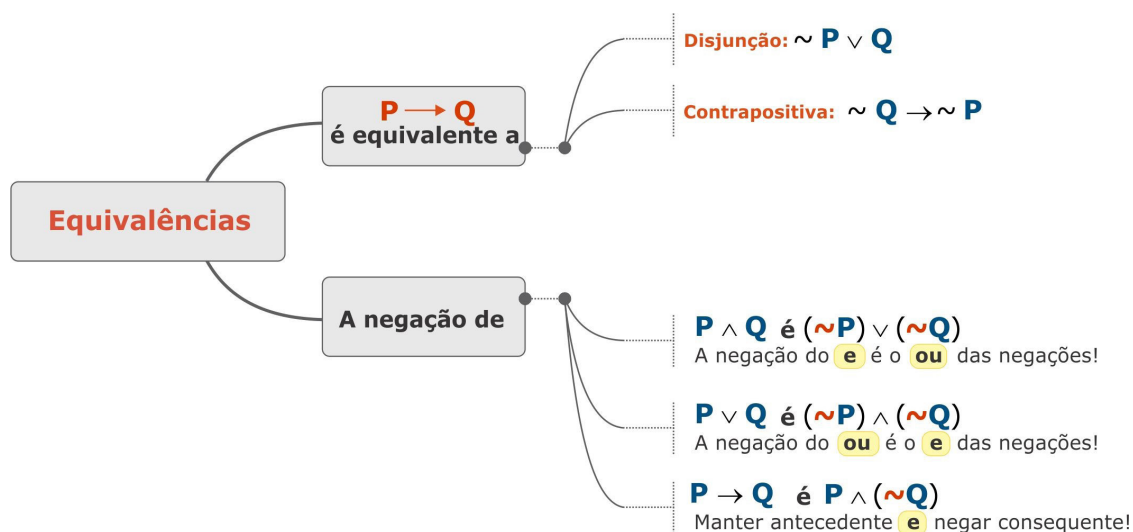 Disjunção: ~ P ∨ Q
P → Q
é equivalente a
Contrapositiva: ~ Q → ~ P
Equivalências
A negação de
P ∧ Q é (~P) ∨ (~Q)
A negação do e é o ou das negações!
P ∨ Q é (~P) ∧ (~Q)
A negação do ou é o e das negações!
P → Q é P ∧ (~Q)
Manter antecedente e negar consequente!